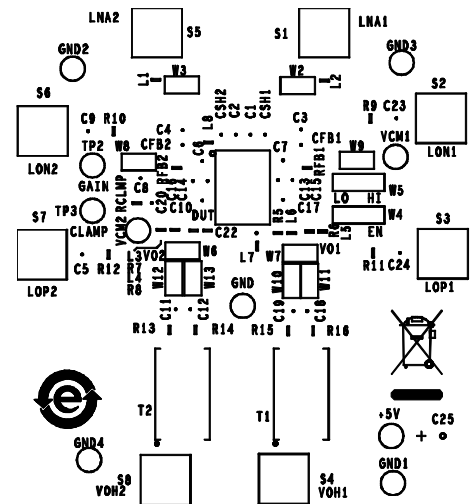 LNA2
S5
S1
LNA1
GND2
GND3
L1
W3
W2
L2
S6
S2
C9
R10
C4
L8
CSH2
C2
C1
CSH1
C3
R9
C23
TP2
W8
CFB2
C6
C7
CFB1
VCM1
LON2
RFB2
RFB1
W9
LON1
GAIN
RCLMP
C8
C16
C14
C13
C15
W5
LO
HI
S7
TP3
C20
C10
DUT
R5
L6
C17
W4
S3
CLAMP
VCM2
C22
R6
L5
EN
L3
R7
L4
R8
VO2
W6
L7
W7
VO1
C5
R12
R11
C24
LOP2
W12
W13
GND
W10
W11
LOP1
C11
C12
C19
C18
R13
R14
R15
R16
e
T2
T1
+5V
+
C25
GND4
S8
VOH2
S4
VOH1
GND1